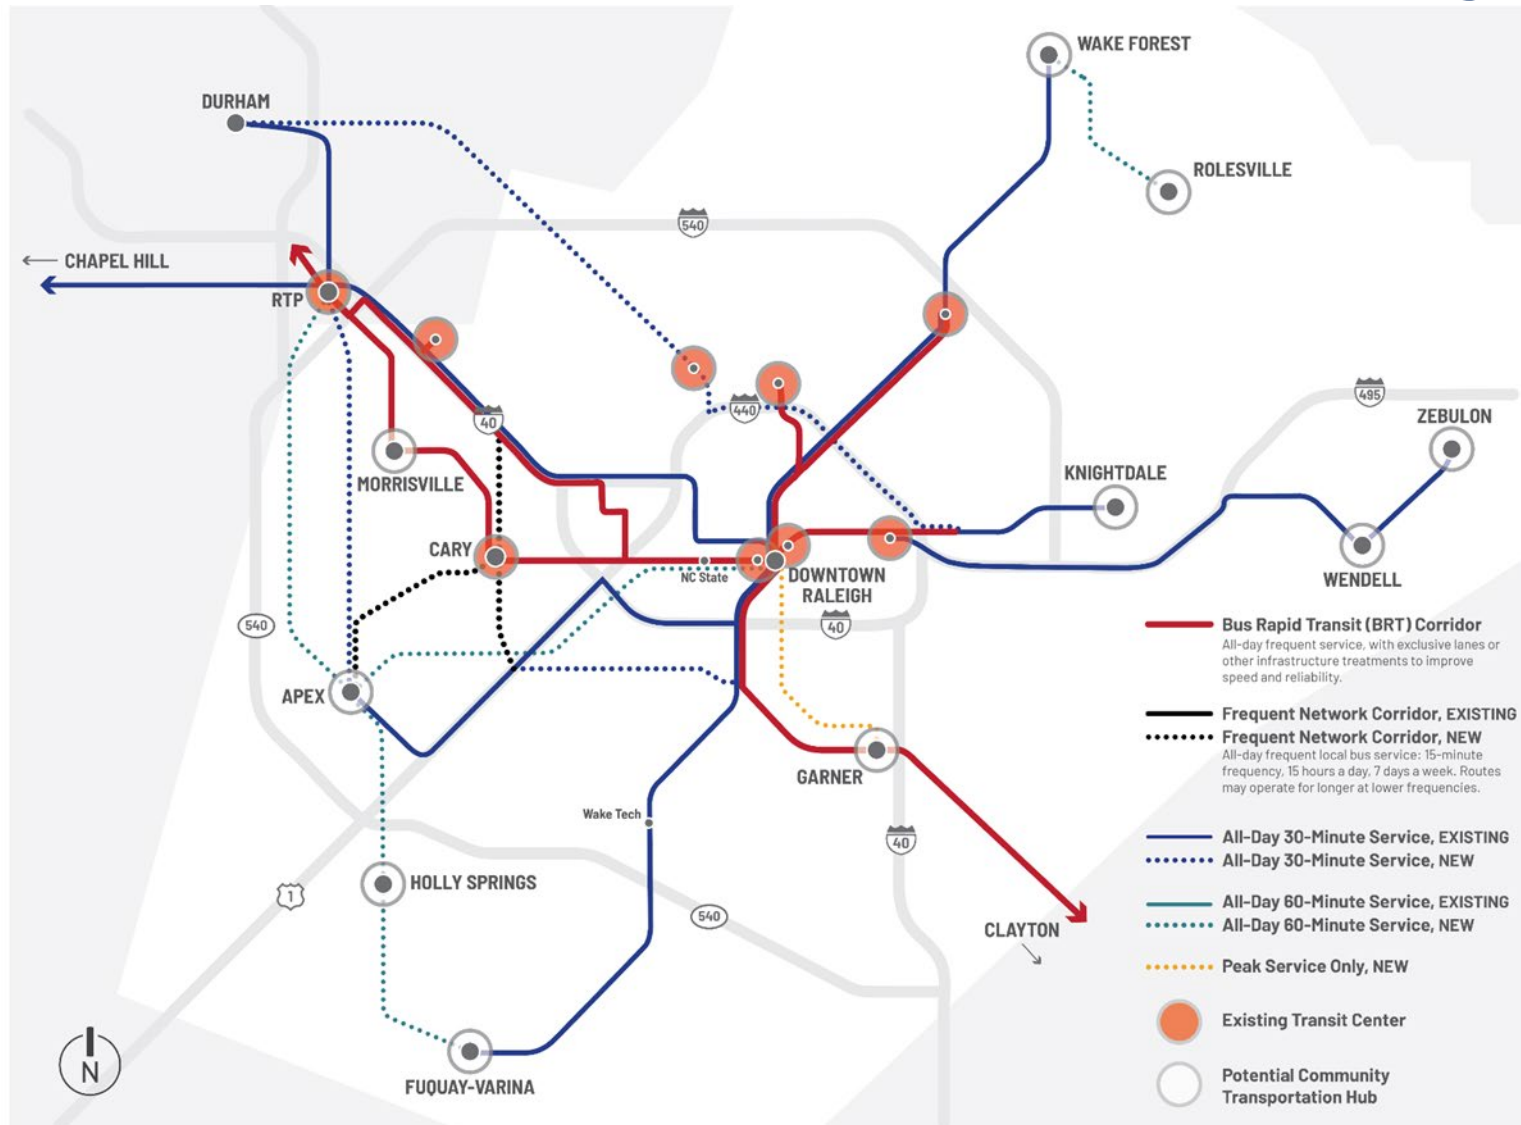 WAKE FOREST
DURHAM
ROLESVILLE
540
CHAPEL HILL
RTP
495
440
ZEBULON
40
KNIGHTDALE
MORRISVILLE
CARY
NC State
DOWNTOWN
RALEIGH
WENDELL
540
40
APEX
GARNER
Wake Tech
40
HOLLY SPRINGS
1
540
CLAYTON
N
FUQUAY-VARINA
Bus Rapid Transit (BRT) Corridor
All-day frequent service, with exclusive lanes or
other infrastructure treatments to improve
speed and reliability.
Frequent Network Corridor, EXISTING
Frequent Network Corridor, NEW
All-day frequent local bus service: 15-minute
frequency, 15 hours a day, 7 days a week. Routes
may operate for longer at lower frequencies.
All-Day 30-Minute Service, EXISTING
All-Day 30-Minute Service, NEW
All-Day 60-Minute Service, EXISTING
All-Day 60-Minute Service, NEW
Peak Service Only, NEW
Existing Transit Center
Potential Community
Transportation Hub